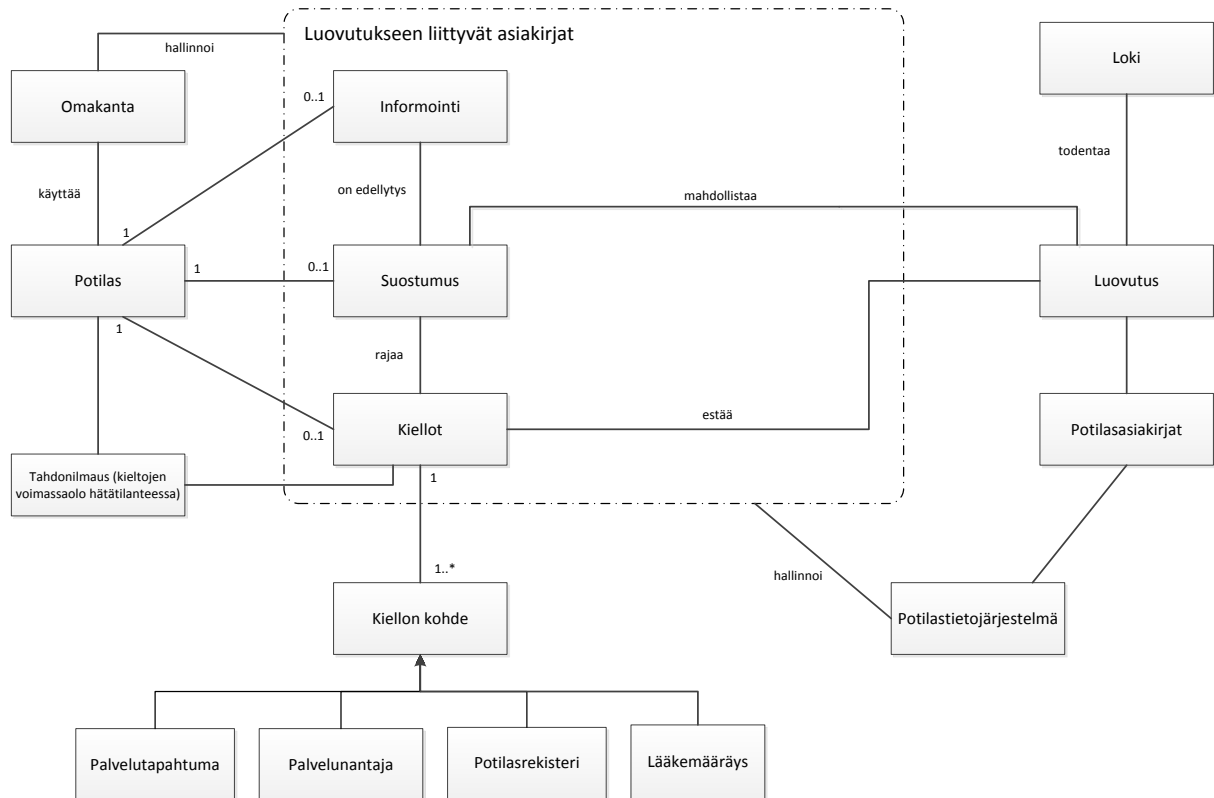 Luovutukseen liittyvät asiakirjat
hallinnoi
Loki
Omakanta
0..1
Informointi
todentaa
käyttää
on edellytys
mahdollistaa
1
Potilas
1
0..1
Suostumus
Luovutus
1
rajaa
estää
Kiellot
0..1
Potilasasiakirjat
Tahdonilmaus (kieltojen
voimassaolo hätätilanteessa)
1
1..*
hallinnoi
Kiellon kohde
Potilastietojärjestelmä
Palvelutapahtuma
Palvelunantaja
Potilasrekisteri
Lääkemääräys